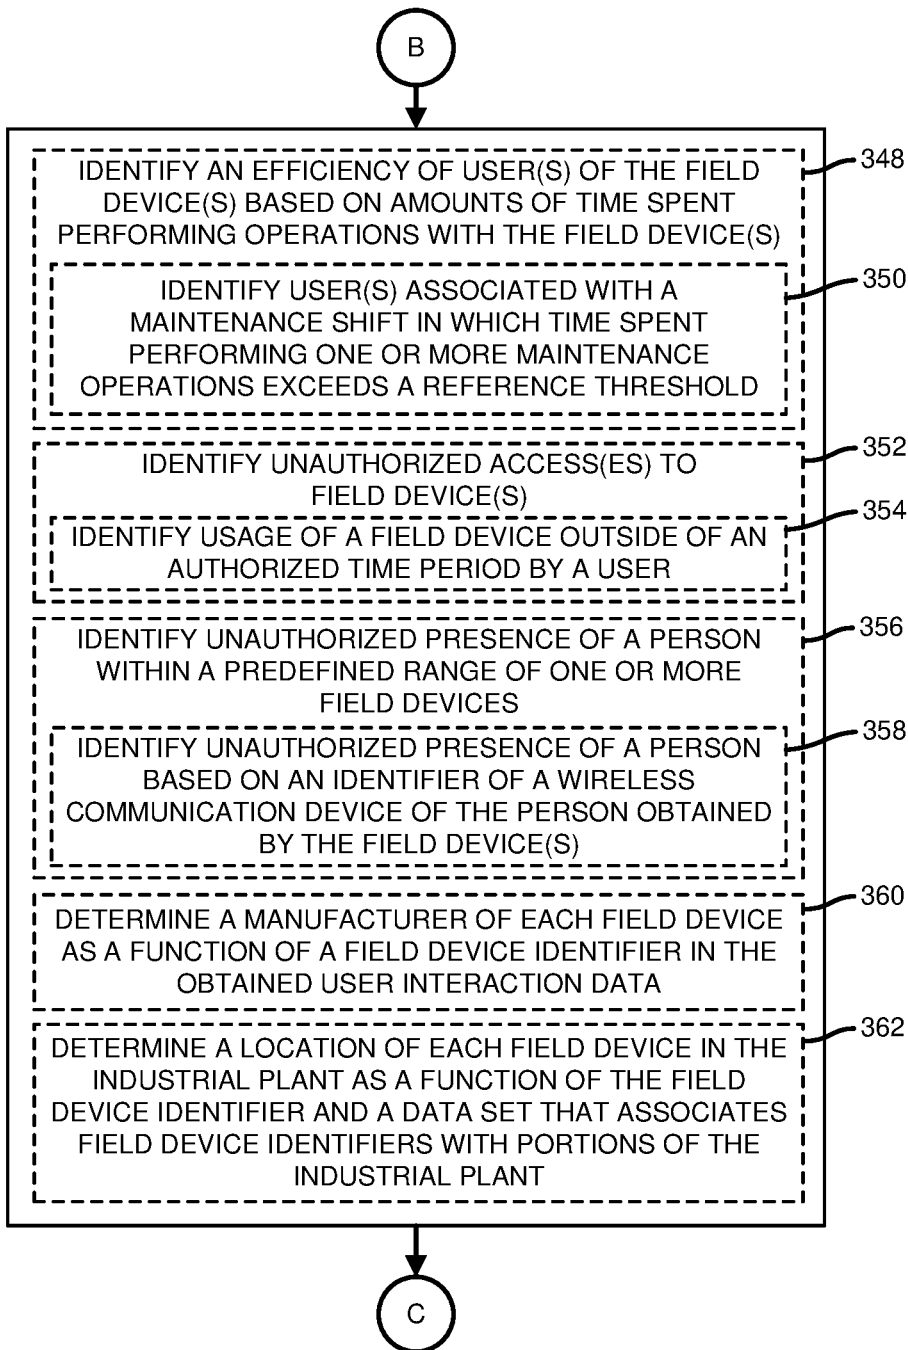 B
IDENTIFY AN EFFICIENCY OF USER(S) OF THE FIELD
DEVICE(S) BASED ON AMOUNTS OF TIME SPENT
PERFORMING OPERATIONS WITH THE FIELD DEVICE(S)
348
IDENTIFY USER(S) ASSOCIATED WITH A
MAINTENANCE SHIFT IN WHICH TIME SPENT
PERFORMING ONE OR MORE MAINTENANCE
OPERATIONS EXCEEDS A REFERENCE THRESHOLD
350
IDENTIFY UNAUTHORIZED ACCESS(ES) TO
FIELD DEVICE(S)
352
IDENTIFY USAGE OF A FIELD DEVICE OUTSIDE OF AN
AUTHORIZED TIME PERIOD BY A USER
354
IDENTIFY UNAUTHORIZED PRESENCE OF A PERSON
WITHIN A PREDEFINED RANGE OF ONE OR MORE
FIELD DEVICES
356
IDENTIFY UNAUTHORIZED PRESENCE OF A PERSON
BASED ON AN IDENTIFIER OF A WIRELESS
COMMUNICATION DEVICE OF THE PERSON OBTAINED
BY THE FIELD DEVICE(S)
358
DETERMINE A MANUFACTURER OF EACH FIELD DEVICE
AS A FUNCTION OF A FIELD DEVICE IDENTIFIER IN THE
OBTAINED USER INTERACTION DATA
360
DETERMINE A LOCATION OF EACH FIELD DEVICE IN THE
INDUSTRIAL PLANT AS A FUNCTION OF THE FIELD
DEVICE IDENTIFIER AND A DATA SET THAT ASSOCIATES
FIELD DEVICE IDENTIFIERS WITH PORTIONS OF THE
INDUSTRIAL PLANT
362
C